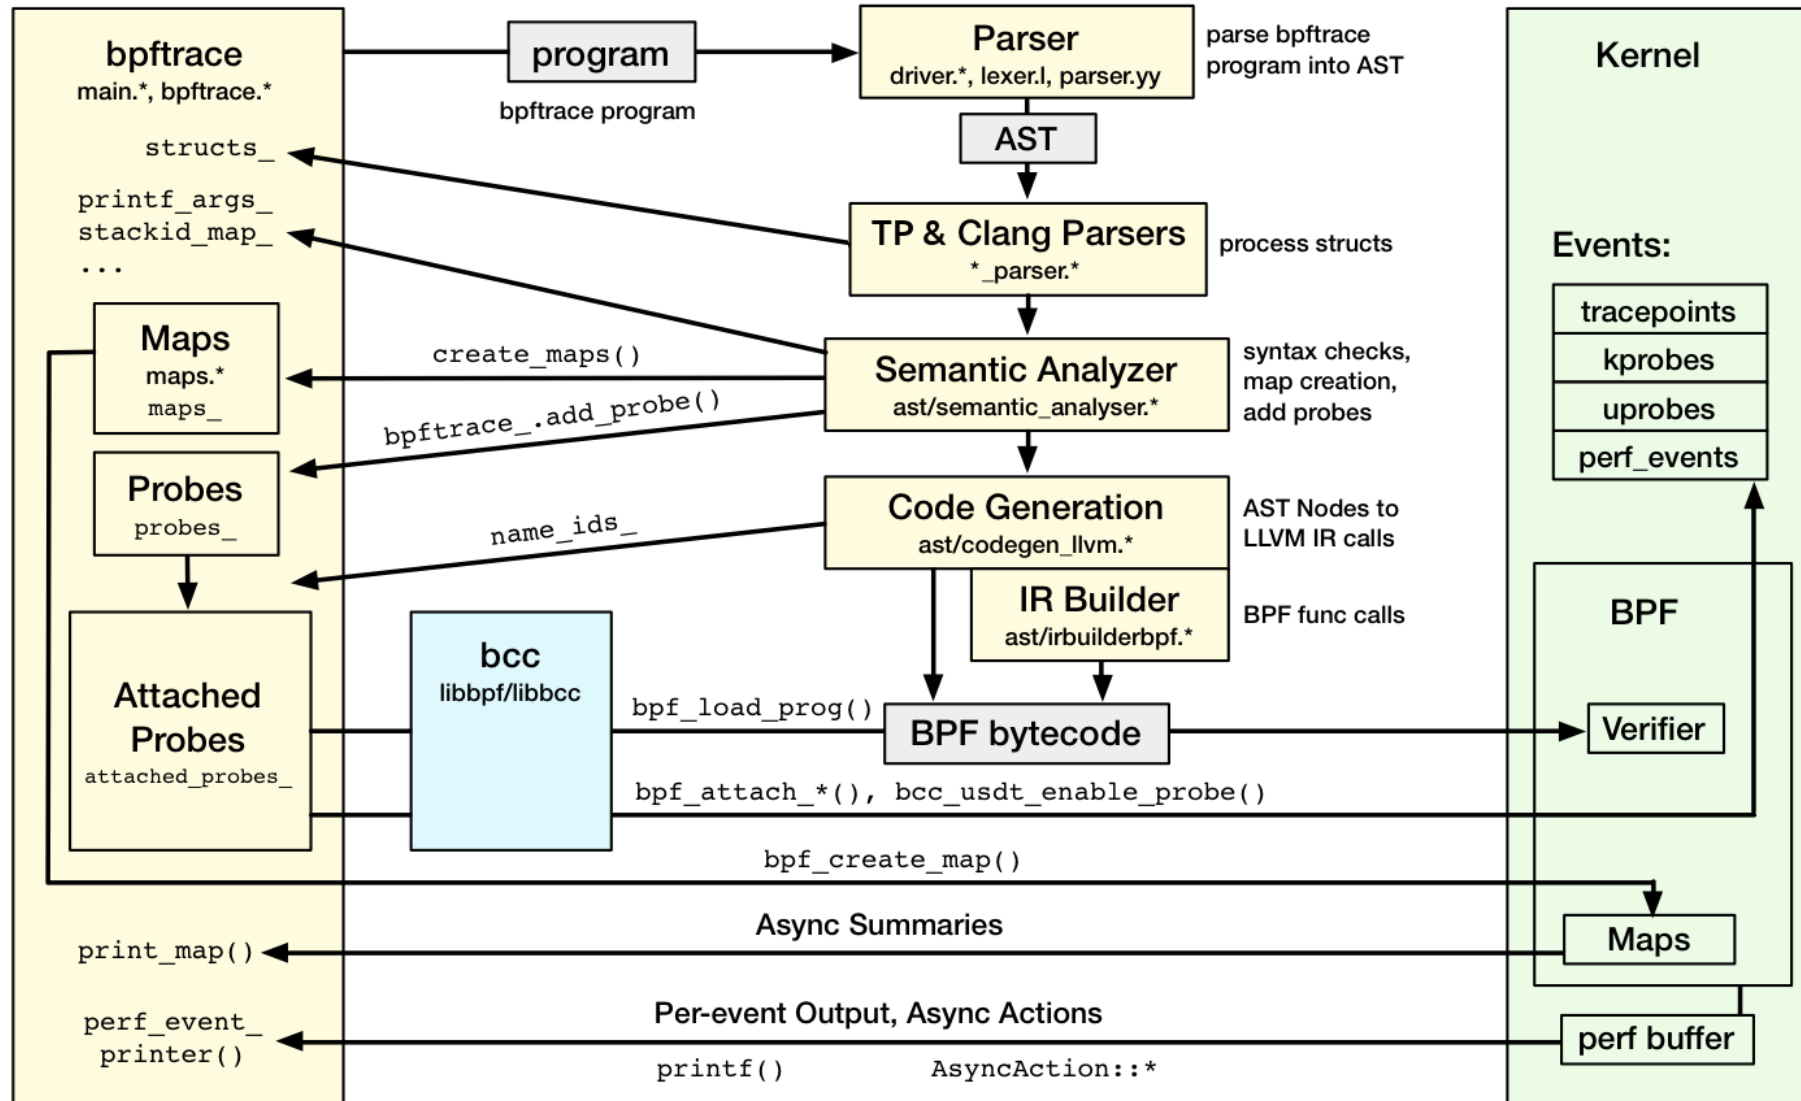 bpftrace
main.*, bpftrace.*
structs_
printf_args_
stackid_map_
...
Maps
maps.*
maps_
Probes
probes_
Attached
Probes
attached_probes_
print_map()
perf_event_
printer()
program
bpftrace program
create_maps()
bpftrace_.add_probe()
name_ids_
bcc
libbpf/libbcc
Parser
driver.*, lexer.l, parser.yy
parse bpftrace
program into AST
AST
TP & Clang Parsers
*_parser.*
process structs
Semantic Analyzer
ast/semantic_analyser.*
syntax checks,
map creation,
add probes
Code Generation
ast/codegen_llvm.*
AST Nodes to
LLVM IR calls
IR Builder
ast/irbuilderbpf.*
BPF func calls
bpf_load_prog()
BPF bytecode
bpf_attach_*(), bcc_usdt_enable_probe()
bpf_create_map()
Async Summaries
Per-event Output, Async Actions
printf()
AsyncAction::*
Kernel
Events:
tracepoints
kprobes
uprobes
perf_events
BPF
Verifier
Maps
perf buffer